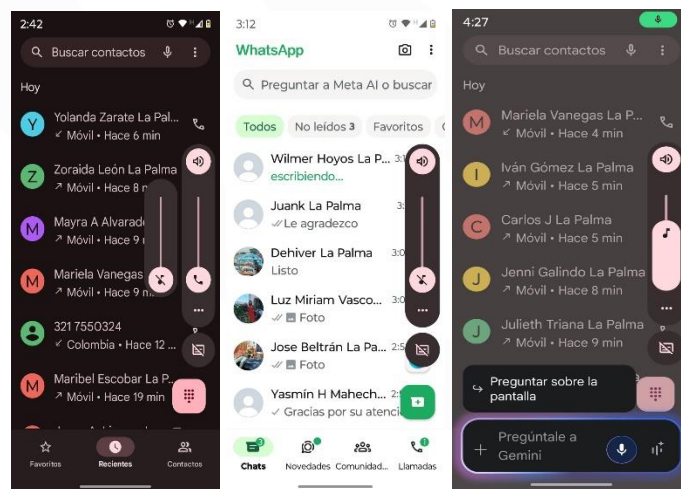 2:42
Buscar contactos
Hoy
Y
Yolanda Zarate La Pal...
Móvil • Hace 6 min
Z
Zoraida León La Palma
Móvil • Hace 8
M
Mayra A Alvarad
Móvil • Hace 9
M
Mariela Vanegas
Móvil • Hace 9
321 7550324
Colombia • Hace 12 ...
M
Maribel Escobar La P...
Móvil • Hace 19 min
Favoritos
Recientes
Contactos
3:12
WhatsApp
Preguntar a Meta AI o buscar
Todos
No leídos 3
Favoritos
Wilmer Hoyos La P...
escribiendo...
Juank La Palma
Le agradezco
Dehiver La Palma
Listo
Luz Miriam Vasco...
Foto
Jose Beltrán La Pa...
Foto
Yasmín H Mahech...
Gracias por su atenci
3
Chats
Novedades
Comunidad...
Llamadas
4:27
Buscar contactos
Hoy
M
Mariela Vanegas La P...
Móvil • Hace 4 min
I
Iván Gómez La Palma
Móvil • Hace 5 min
C
Carlos J La Palma
Móvil • Hace 5 min
J
Jenni Galindo La Palma
Móvil • Hace 8 min
J
Julieth Triana La Palma
Móvil • Hace 9 min
Preguntar sobre la
pantalla
Pregúntale a
Gemini